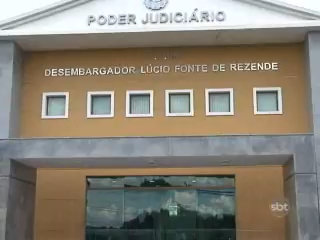 PODER JUDICIÁRIO
DESEMBARGADOR LÚCIO FONTE DE REZENDE
sbt